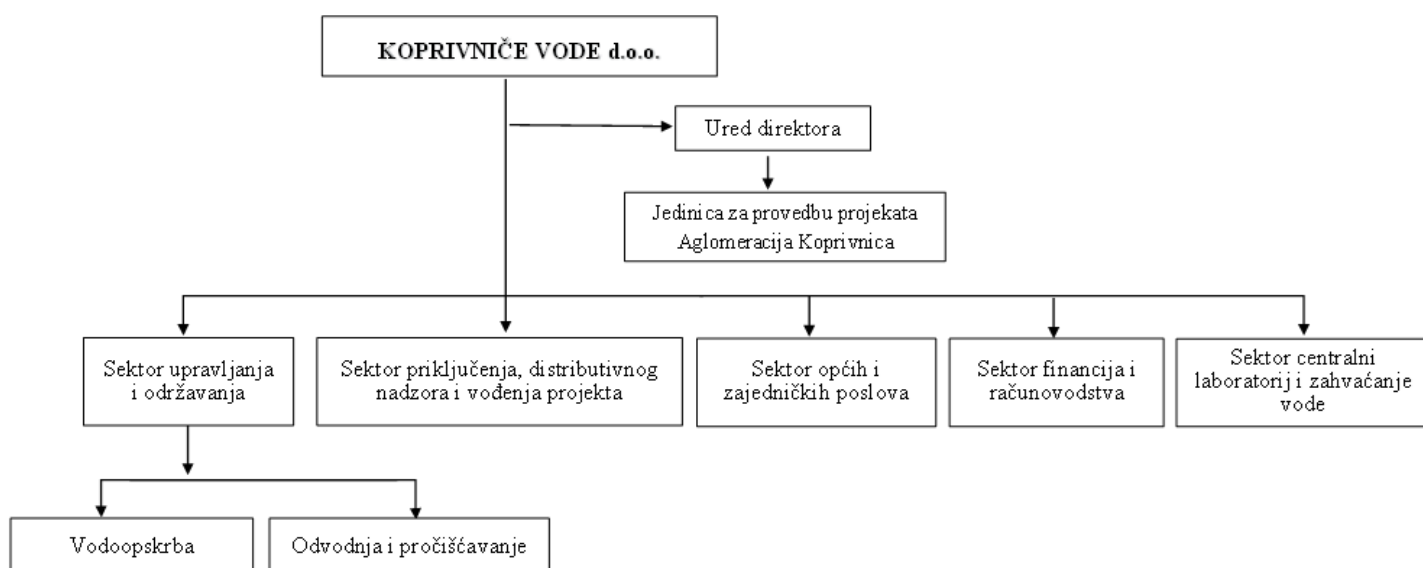 KOPRIVNIČE VODE d.o.o.
Ured direktora
Jedinica za provedbu projekata
Aglomeracija Koprivnica
Sektor upravljanja
i održavanja
Sektor priključenja, distributivnog
nadzora i vođenja projekta
Sektor općih i
zajedničkih poslova
Sektor financija i
računovodstva
Sektor centralni
laboratorij i zahvaćanje
vode
Vodoopskrba
Odvodnja i pročišćavanje